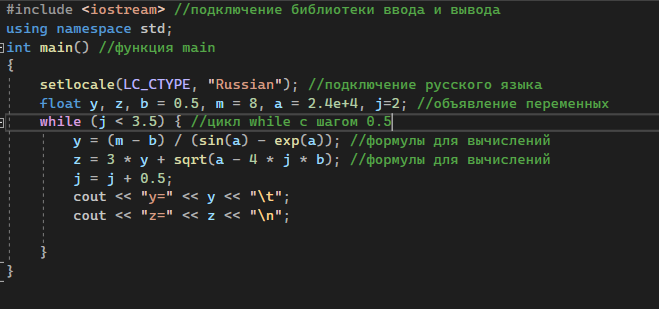 #include <iostream> //подключение библиотеки ввода и вывода
using namespace std;
int main() //функция main
{
setlocale(LC_CTYPE, "Russian"); //подключение русского языка
float y, z, b = 0.5, m = 8, a = 2.4e+4, j=2; //объявление переменных
while (j < 3.5) { //цикл while с шагом 0.5
y = (m - b) / (sin(a) - exp(a)); //формулы для вычислений
z = 3 * y + sqrt(a - 4 * j * b); //формулы для вычислений
j = j + 0.5;
cout << "y=" << y << "\t";
cout << "z=" << z << "\n";
}
}